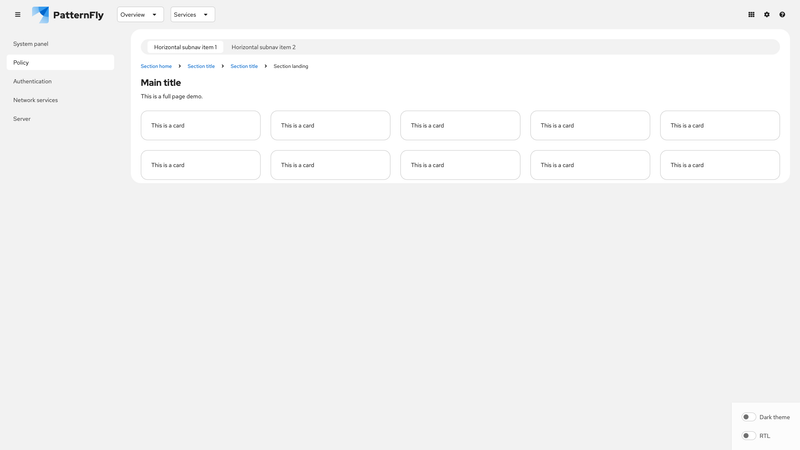 PatternFly
Overview
Services
System panel
Policy
Authentication
Network services
Server
Horizontal subnav item 1
Horizontal subnav item 2
Section home
Section title
Section title
Section landing
Main title
This is a full page demo.
This is a card
This is a card
This is a card
This is a card
This is a card
This is a card
This is a card
This is a card
This is a card
This is a card
Dark theme
RTL